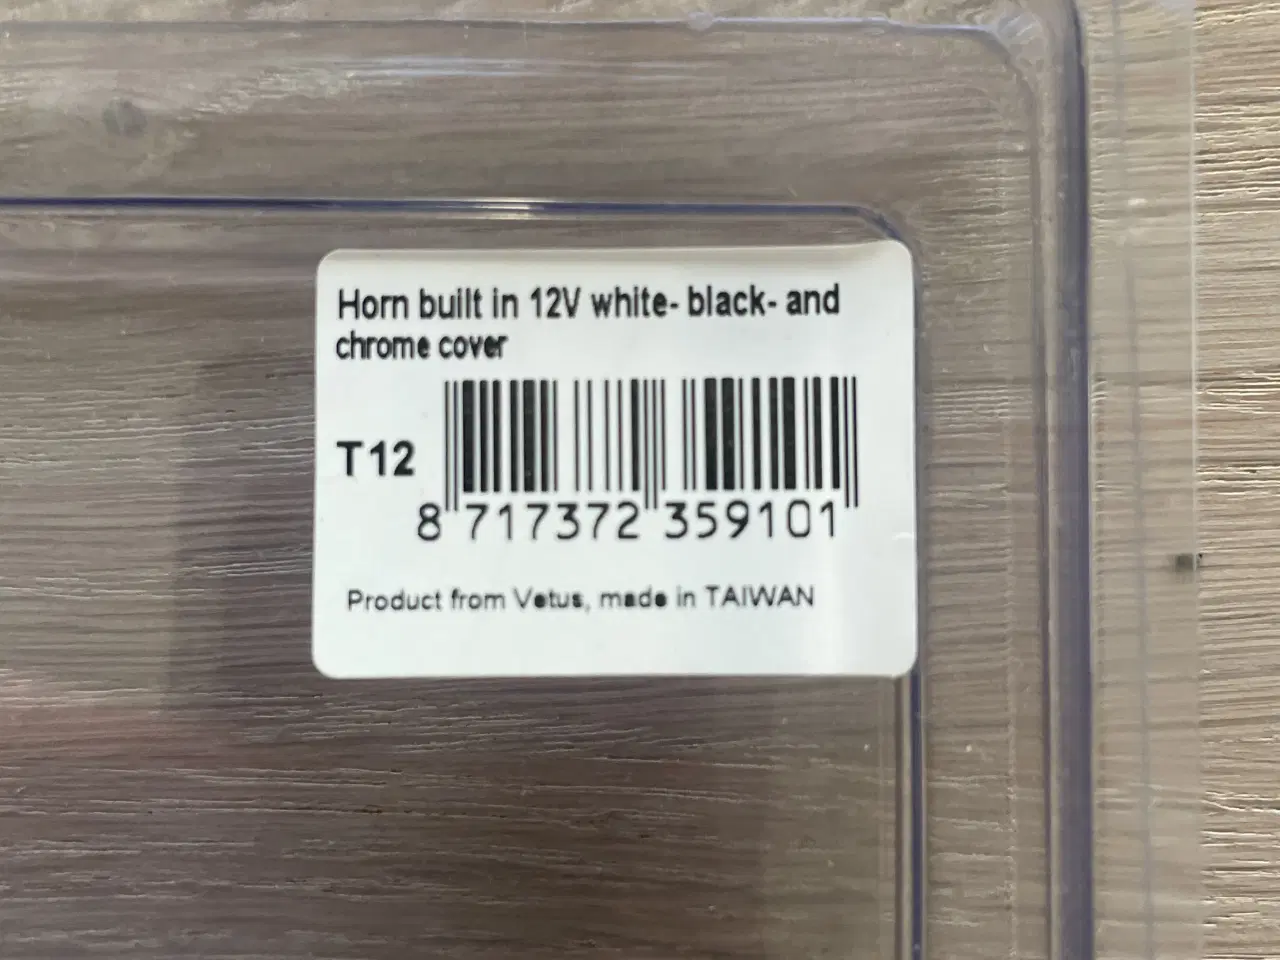 Horn built in 12V white- black- and
chrome cover
T12
8 717372 359101
Product from Vetus, made in TAIWAN